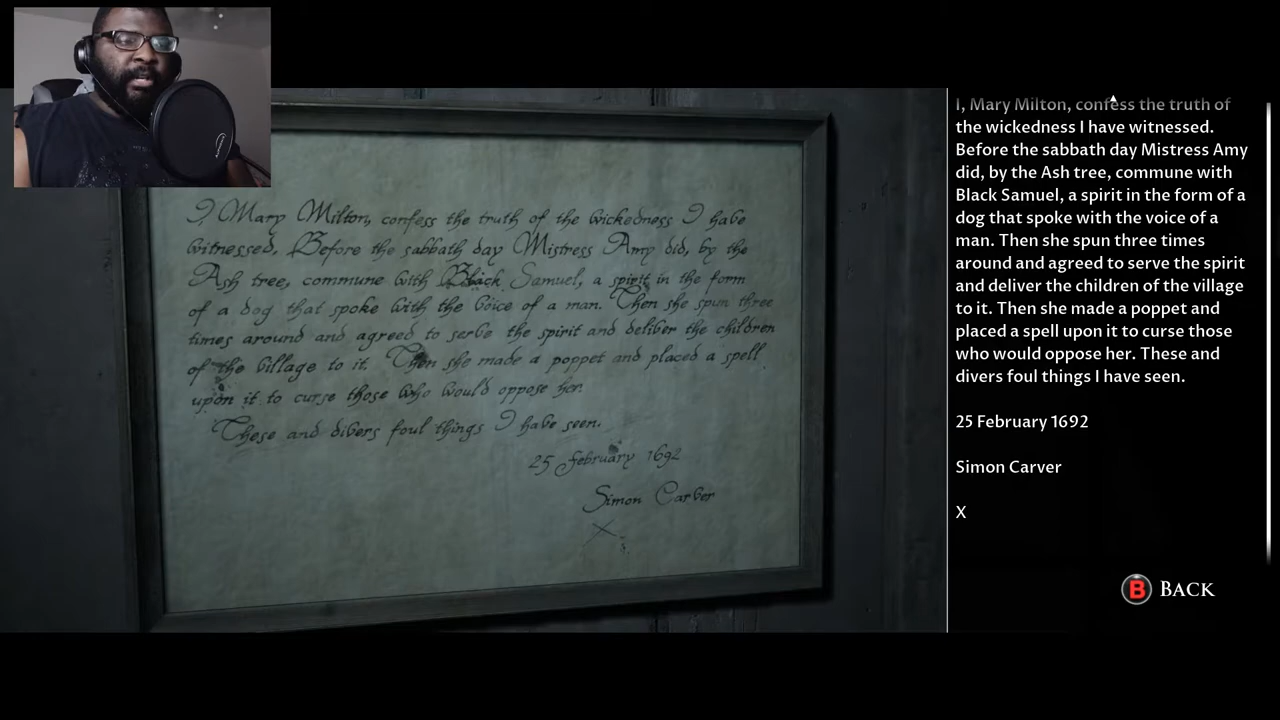 I, Mary Milton, confess the truth of the wickedness I have
witnessed. Before the sabbath day Mistress Amy did, by the
Ash tree, commune with Black Samuel, a spirit in the form
of a dog that spoke with the voice of a man. Then she spun three
times around and agreed to serve the spirit and deliver the children
of the village to it. Then she made a poppet and placed a spell
upon it to curse those who would oppose her.
These and divers foul things I have seen.
25 February 1692
Simon Carver
X
I, Mary Milton, confess the truth of
the wickedness I have witnessed.
Before the sabbath day Mistress Amy
did, by the Ash tree, commune with
Black Samuel, a spirit in the form of a
dog that spoke with the voice of a
man. Then she spun three times
around and agreed to serve the spirit
and deliver the children of the village
to it. Then she made a poppet and
placed a spell upon it to curse those
who would oppose her. These and
divers foul things I have seen.
25 February 1692
Simon Carver
X
B BACK